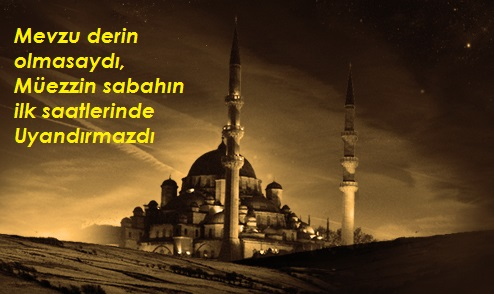 Mevzu derin
olmasaydı,
Müezzin sabahın
ilk saatlerinde
Uyandırmazdı